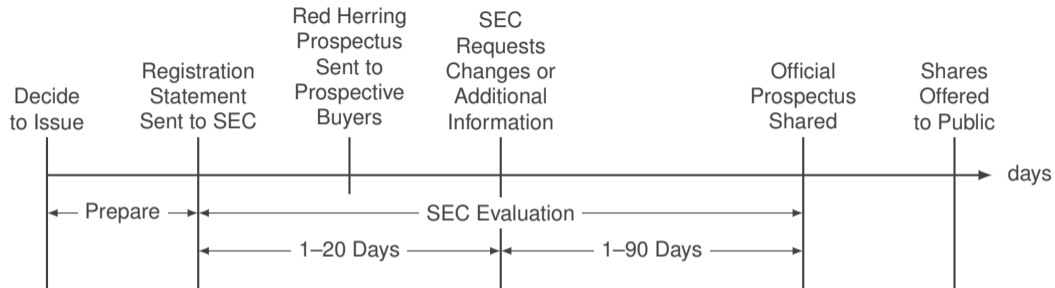 Decide
to Issue
Registration
Statement
Sent to SEC
Red Herring
Prospectus
Sent to
Prospective
Buyers
SEC
Requests
Changes or
Additional
Information
Official
Prospectus
Shared
Shares
Offered
to Public
days
Prepare
SEC Evaluation
1–20 Days
1–90 Days